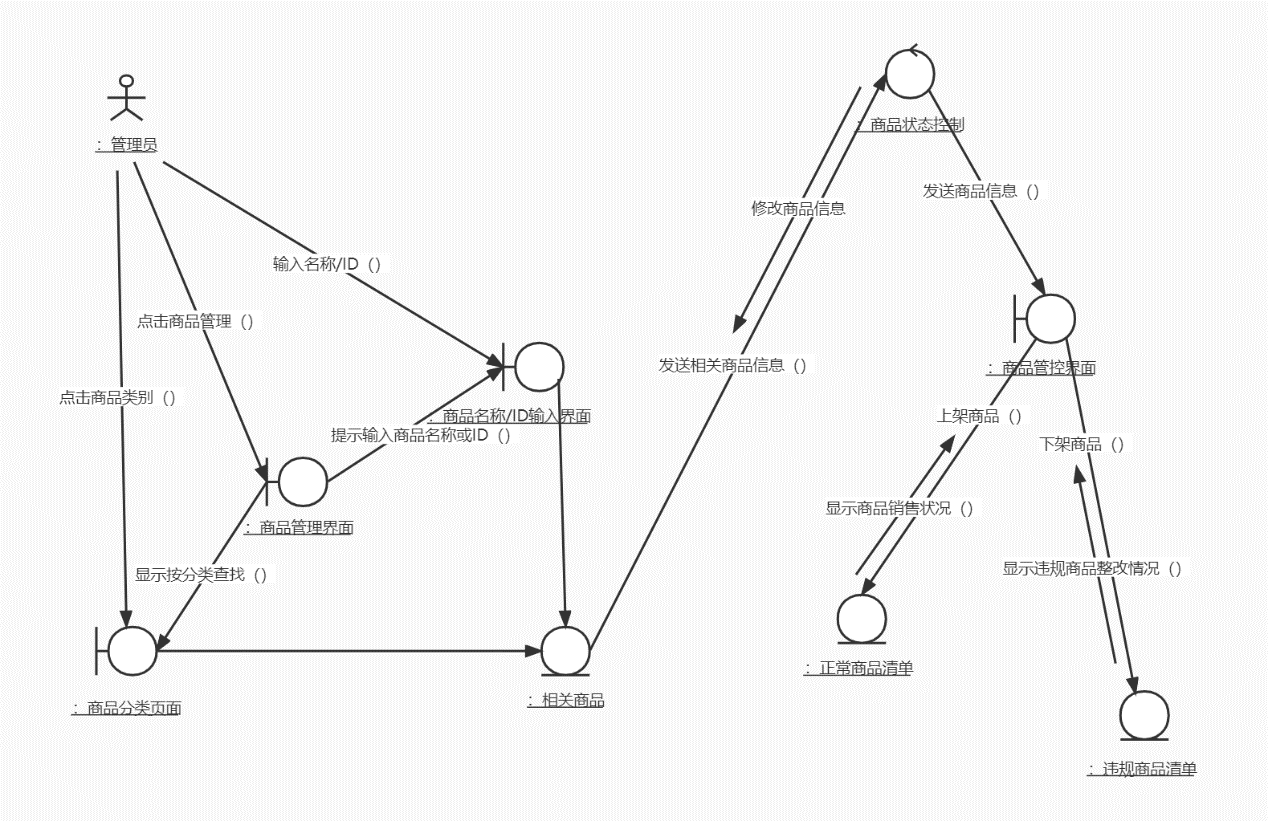 ：管理员
：商品状态控制
发送商品信息（）
修改商品信息
输入名称/ID（）
点击商品管理（）
发送相关商品信息（）
：商品管控界面
点击商品类别（）
：商品名称/ID输入界面
上架商品（）
提示输入商品名称或ID（）
下架商品（）
显示商品销售状况（）
：商品管理界面
显示违规商品整改情况（）
显示按分类查找（）
：正常商品清单
：相关商品
：商品分类页面
：违规商品清单